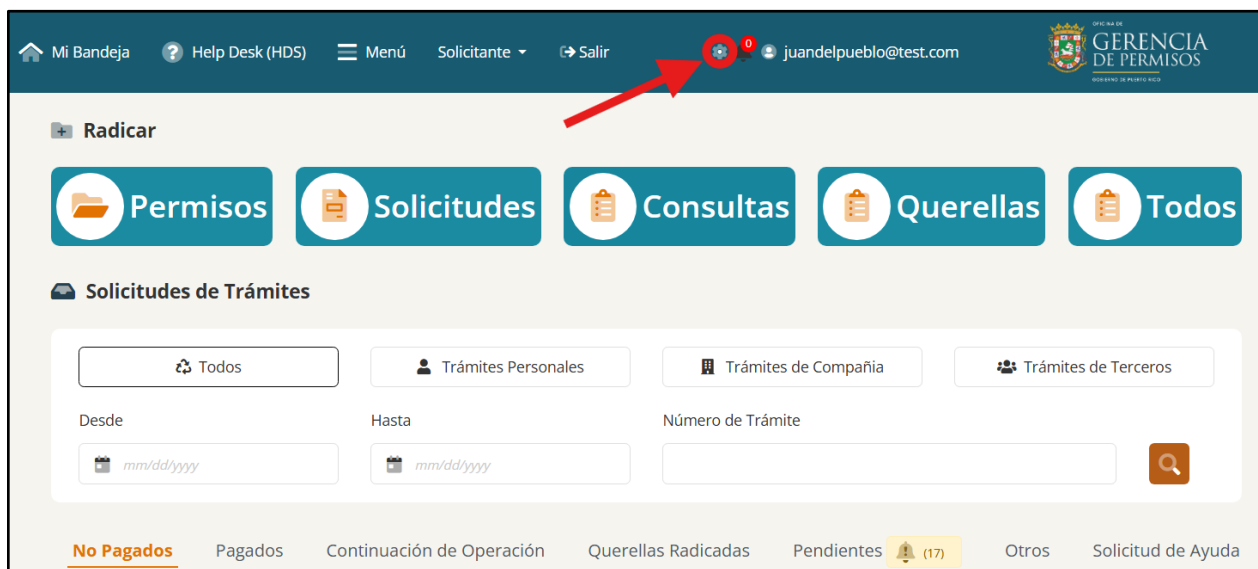 Mi Bandeja Help Desk (HDS) Menú Solicitante Salir 0 juandelpueblo@test.com
OFICINA DE
GERENCIA
DE PERMISOS
GOBIERNO DE PUERTO RICO
Radicar
Permisos Solicitudes Consultas Querellas Todos
Solicitudes de Trámites
Todos Trámites Personales Trámites de Compañia Trámites de Terceros
Desde Hasta Número de Trámite
mm/dd/yyyy mm/dd/yyyy
No Pagados Pagados Continuación de Operación Querellas Radicadas Pendientes (17) Otros Solicitud de Ayuda